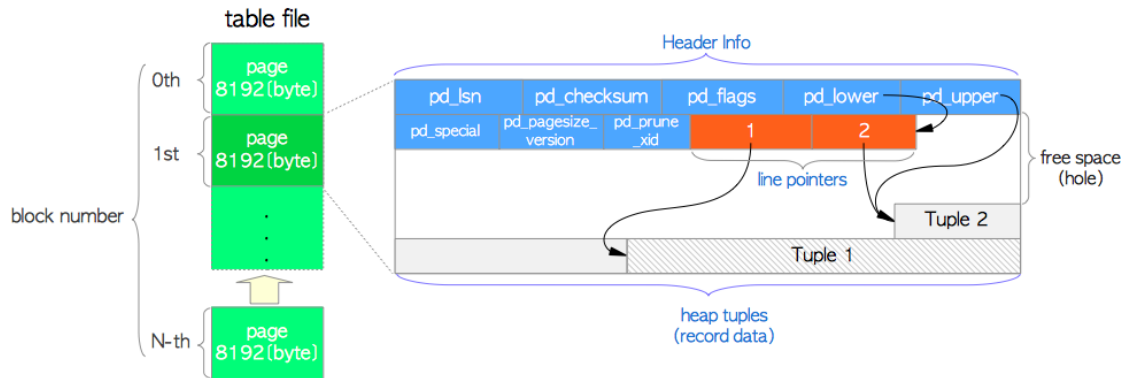 table file
block number
0th
page
8192[byte]
1st
page
8192[byte]
.
.
.
N-th
page
8192[byte]
Header Info
pd_lsn
pd_checksum
pd_flags
pd_lower
pd_upper
pd_special
pd_pagesize_
version
pd_prune
_xid
1
2
line pointers
free space
(hole)
Tuple 2
Tuple 1
heap tuples
(record data)